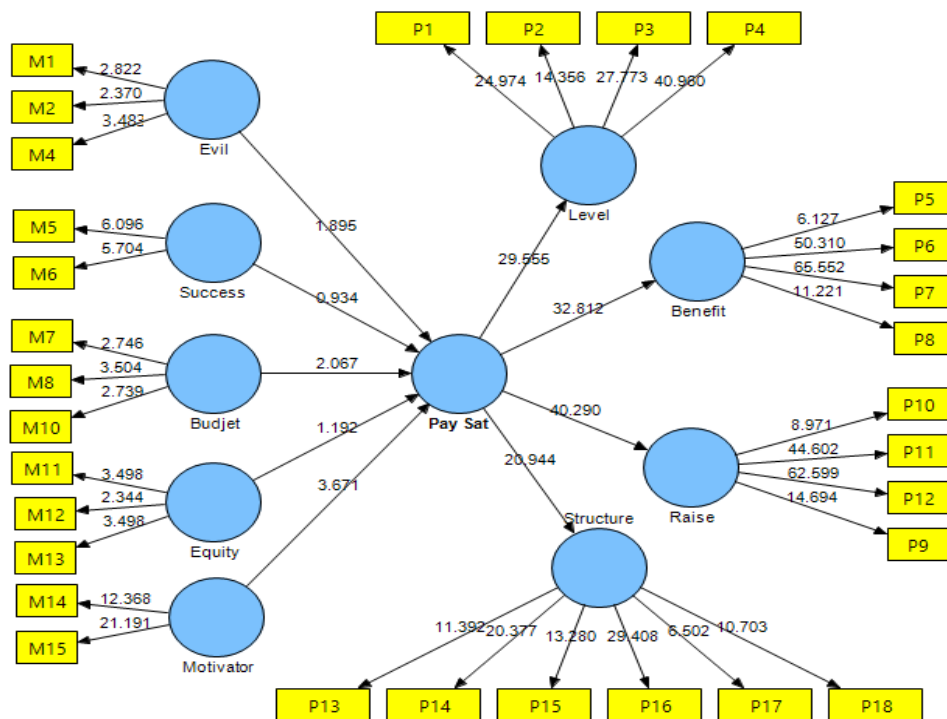 P1
P2
P3
P4
24.974
14.356
27.773
40.960
Level
M1
M2
M4
2.822
2.370
3.482
Evil
1.895
M5
M6
6.096
5.704
Success
0.934
M7
M8
M10
2.746
3.504
2.739
Budjet
2.067
M11
M12
M13
3.498
2.344
3.498
Equity
1.192
M14
M15
12.368
21.191
Motivator
3.671
Pay Sat
29.555
32.812
40.290
20.944
Benefit
6.127
50.310
65.552
11.221
P5
P6
P7
P8
Raise
8.971
44.602
62.599
14.694
P10
P11
P12
P9
Structure
11.392
20.377
13.280
29.408
6.502
10.703
P13
P14
P15
P16
P17
P18